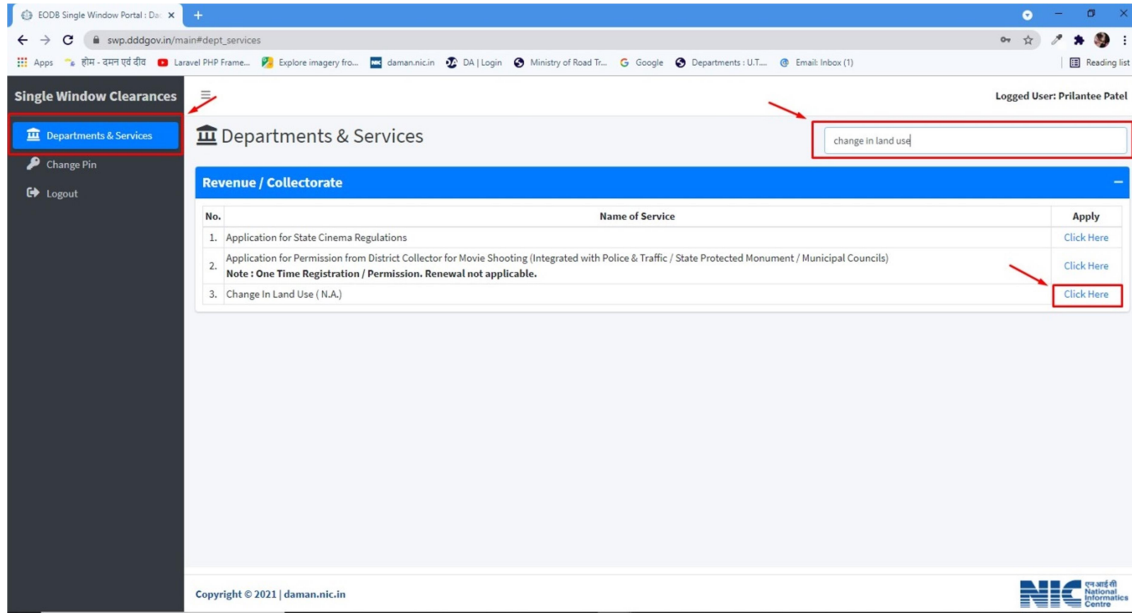 EODB Single Window Portal : Da
swp.dddgov.in/main#dept_services
Apps होम - दमन एवं दीव Laravel PHP Frame... Explore imagery fro... daman.nic.in DA | Login Ministry of Road Tr... Google Departments : U.T.... Email: Inbox (1) Reading list
Single Window Clearances
Logged User: Prilantee Patel
Departments & Services
Change Pin
Logout
Departments & Services
change in land use
Revenue / Collectorate
No. Name of Service Apply
1. Application for State Cinema Regulations Click Here
2. Application for Permission from District Collector for Movie Shooting (Integrated with Police & Traffic / State Protected Monument / Municipal Councils) Click Here
Note : One Time Registration / Permission. Renewal not applicable.
3. Change In Land Use ( N.A.) Click Here
Copyright © 2021 | daman.nic.in
NIC एन आई सी
National
Informatics
Centre